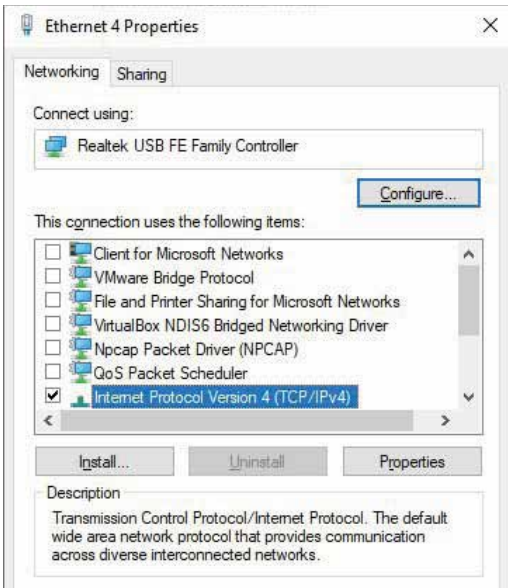 Ethernet 4 Properties
Networking Sharing
Connect using:
Realtek USB FE Family Controller
Configure...
This connection uses the following items:
Client for Microsoft Networks
VMware Bridge Protocol
File and Printer Sharing for Microsoft Networks
VirtualBox NDIS6 Bridged Networking Driver
Npcap Packet Driver (NPCAP)
QoS Packet Scheduler
Internet Protocol Version 4 (TCP/IPv4)
Install... Uninstall Properties
Description
Transmission Control Protocol/Internet Protocol. The default
wide area network protocol that provides communication
across diverse interconnected networks.